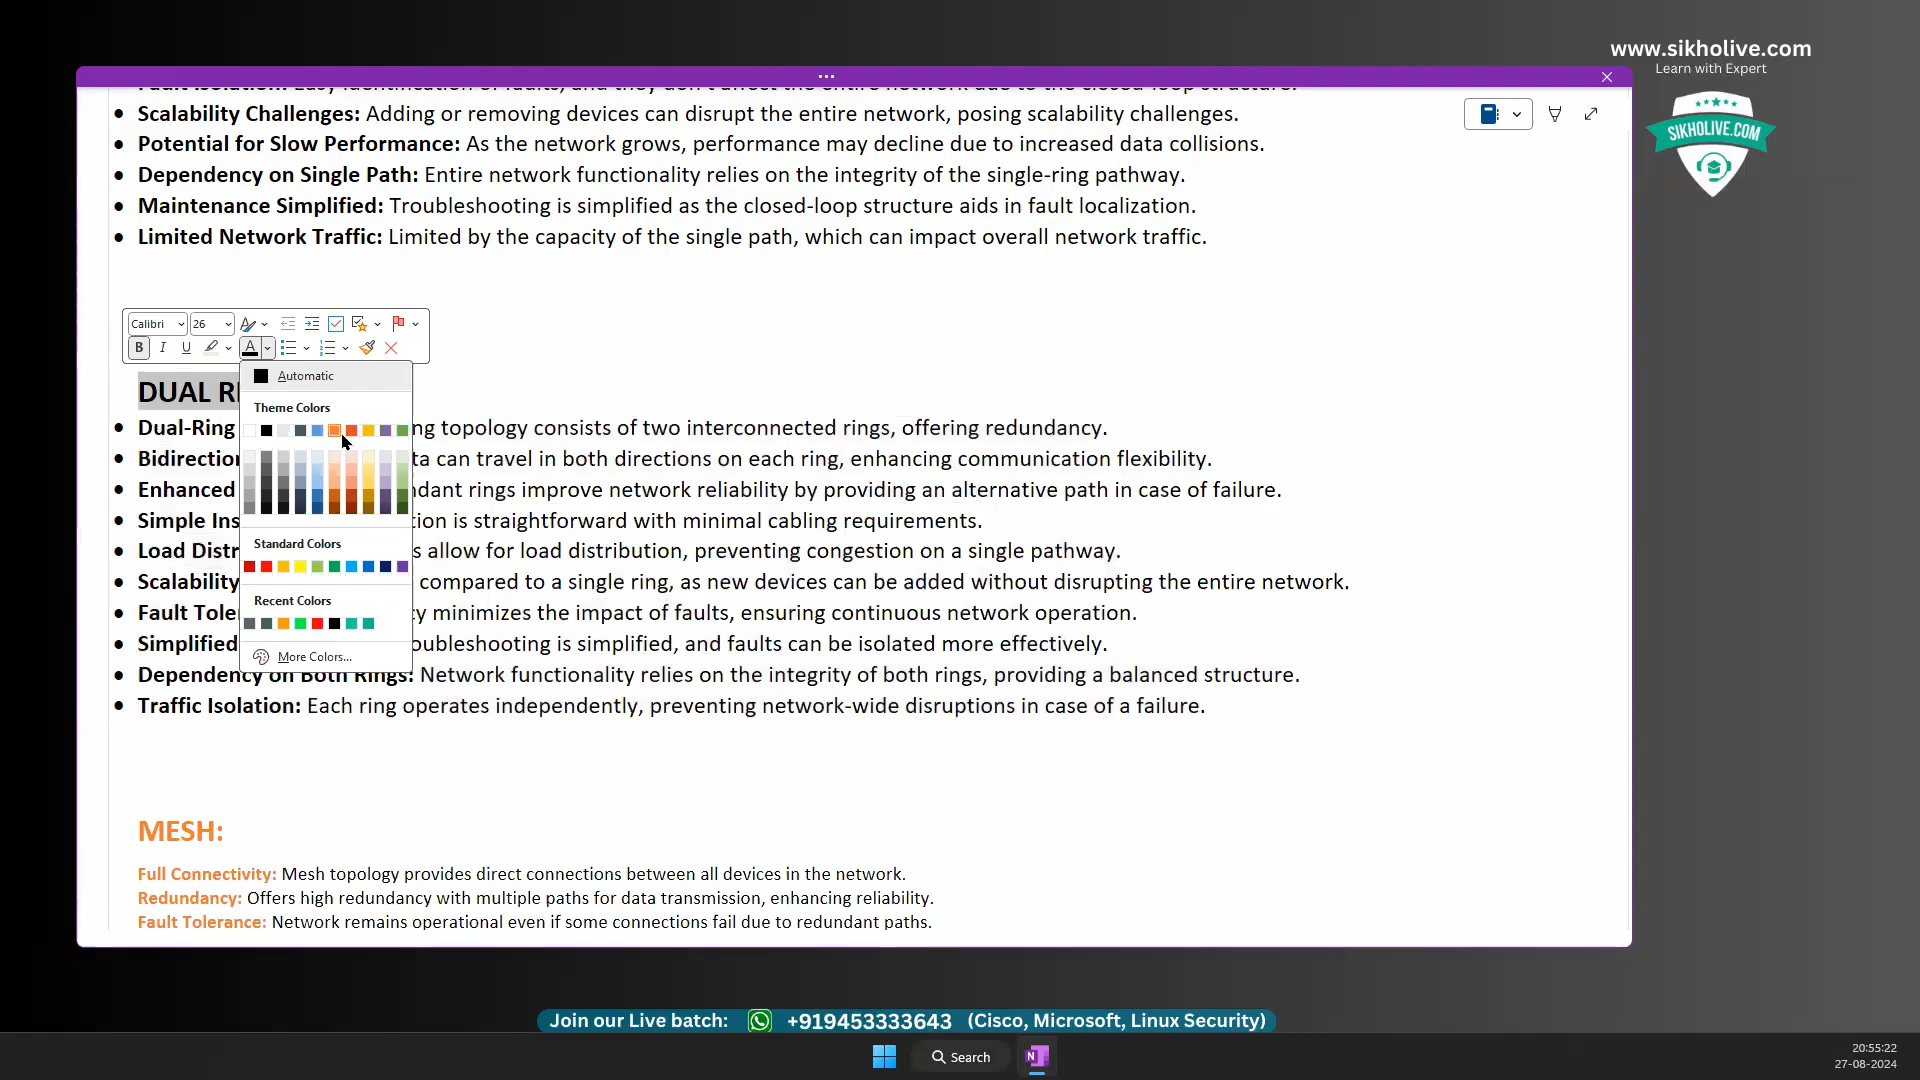 www.sikholive.com
Learn with Expert
SIKHOLIVE.COM
Scalability Challenges: Adding or removing devices can disrupt the entire network, posing scalability challenges.
Potential for Slow Performance: As the network grows, performance may decline due to increased data collisions.
Dependency on Single Path: Entire network functionality relies on the integrity of the single-ring pathway.
Maintenance Simplified: Troubleshooting is simplified as the closed-loop structure aids in fault localization.
Limited Network Traffic: Limited by the capacity of the single path, which can impact overall network traffic.
Calibri 26
B I U A
Automatic
Theme Colors
Standard Colors
Recent Colors
More Colors...
DUAL
Dual-Ring topology consists of two interconnected rings, offering redundancy.
can travel in both directions on each ring, enhancing communication flexibility.
Enhanced rings improve network reliability by providing an alternative path in case of failure.
Simple is straightforward with minimal cabling requirements.
Load allow for load distribution, preventing congestion on a single pathway.
Scalability compared to a single ring, as new devices can be added without disrupting the entire network.
Fault minimizes the impact of faults, ensuring continuous network operation.
Simplified is simplified, and faults can be isolated more effectively.
Dependency on Both Rings: Network functionality relies on the integrity of both rings, providing a balanced structure.
Traffic Isolation: Each ring operates independently, preventing network-wide disruptions in case of a failure.
MESH:
Full Connectivity: Mesh topology provides direct connections between all devices in the network.
Redundancy: Offers high redundancy with multiple paths for data transmission, enhancing reliability.
Fault Tolerance: Network remains operational even if some connections fail due to redundant paths.
Join our Live batch: +919453333643 (Cisco, Microsoft, Linux Security)
Search
20:55:22
27-08-2024